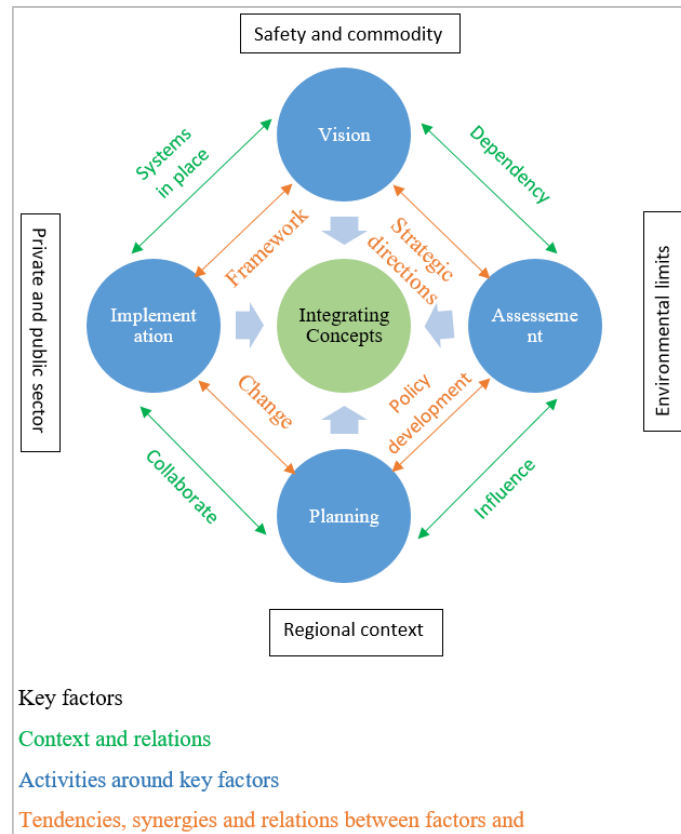 Safety and commodity
Vision
Systems
in place
Dependency
Framework
Strategic
directions
Private and public sector
Implement
ation
Integrating
Concepts
Assesseme
nt
Environmental limits
Change
Policy
development
Collaborate
Planning
Influence
Regional context
Key factors
Context and relations
Activities around key factors
Tendencies, synergies and relations between factors and